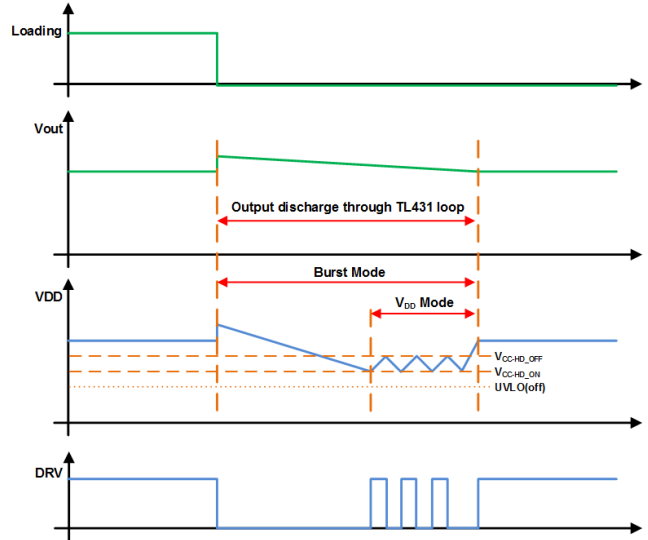 Loading
Vout
Output discharge through TL431 loop
Burst Mode
VDD
VDD Mode
VCC-HD_OFF
VCC-HD_ON
UVLO(off)
DRV